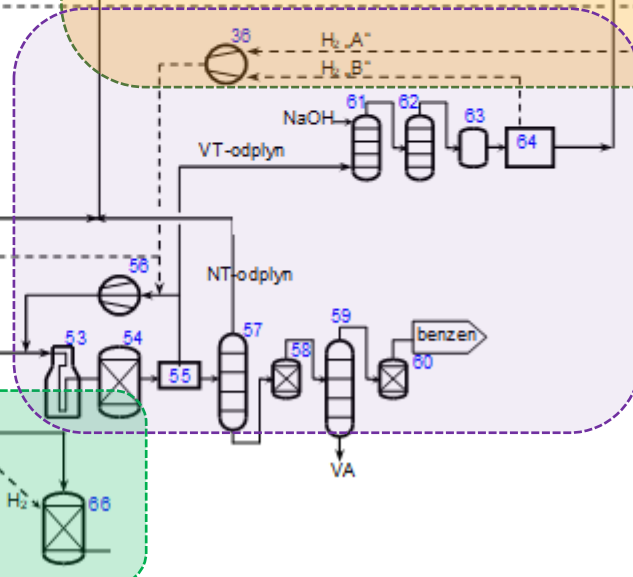 36
H₂ „A"
H₂ „B"
61
62
63
64
NaOH
VT-odplyn
56
NT-odplyn
53
54
55
57
58
59
60
benzen
VA
H₂
66